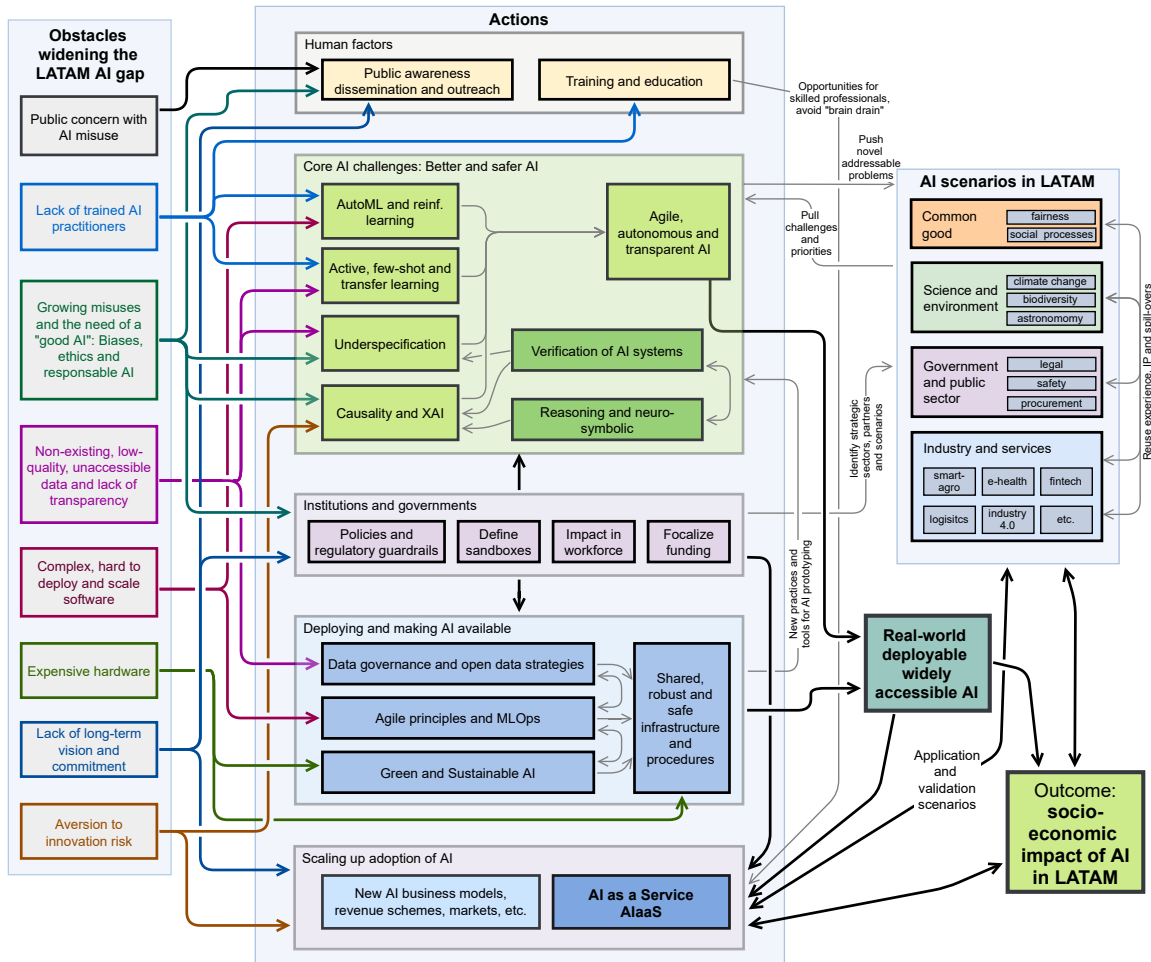 Obstacles
widening the
LATAM AI gap
Public concern with
AI misuse
Lack of trained AI
practitioners
Growing misuses
and the need of a
"good AI": Biases,
ethics and
responsable AI
Non-existing, low-
quality, unaccessible
data and lack of
transparency
Complex, hard to
deploy and scale
software
Expensive hardware
Lack of long-term
vision and
commitment
Aversion to
innovation risk
Actions
Human factors
Public awareness
dissemination and outreach
Training and education
Core AI challenges: Better and safer AI
AutoML and reinf.
learning
Active, few-shot and
transfer learning
Underspecification
Causality and XAI
Agile,
autonomous and
transparent AI
Verification of AI systems
Reasoning and neuro-
symbolic
Institutions and governments
Policies and
regulatory guardrails
Define
sandboxes
Impact in
workforce
Focalize
funding
Deploying and making AI available
Data governance and open data strategies
Agile principles and MLOps
Green and Sustainable AI
Shared,
robust and
safe
infrastructure
and
procedures
Scaling up adoption of AI
New AI business models,
revenue schemes, markets, etc.
AI as a Service
AIaaS
Opportunities for
skilled professionals,
avoid "brain drain"
Push
novel
addressable
problems
Pull
challenges
and
priorities
Identify strategic
sectors, partners
and scenarios
New practices and
tools for AI prototyping
AI scenarios in LATAM
Common
good
fairness
social processes
Science and
environment
climate change
biodiversity
astronomomy
Government
and public
sector
legal
safety
procurement
Industry and services
smart-
agro
e-health
fintech
logisitcs
industry
4.0
etc.
Reuse experience, IP and spill-overs
Real-world
deployable
widely
accessible AI
Application
and
validation
scenarios
Outcome:
socio-
economic
impact of AI
in LATAM